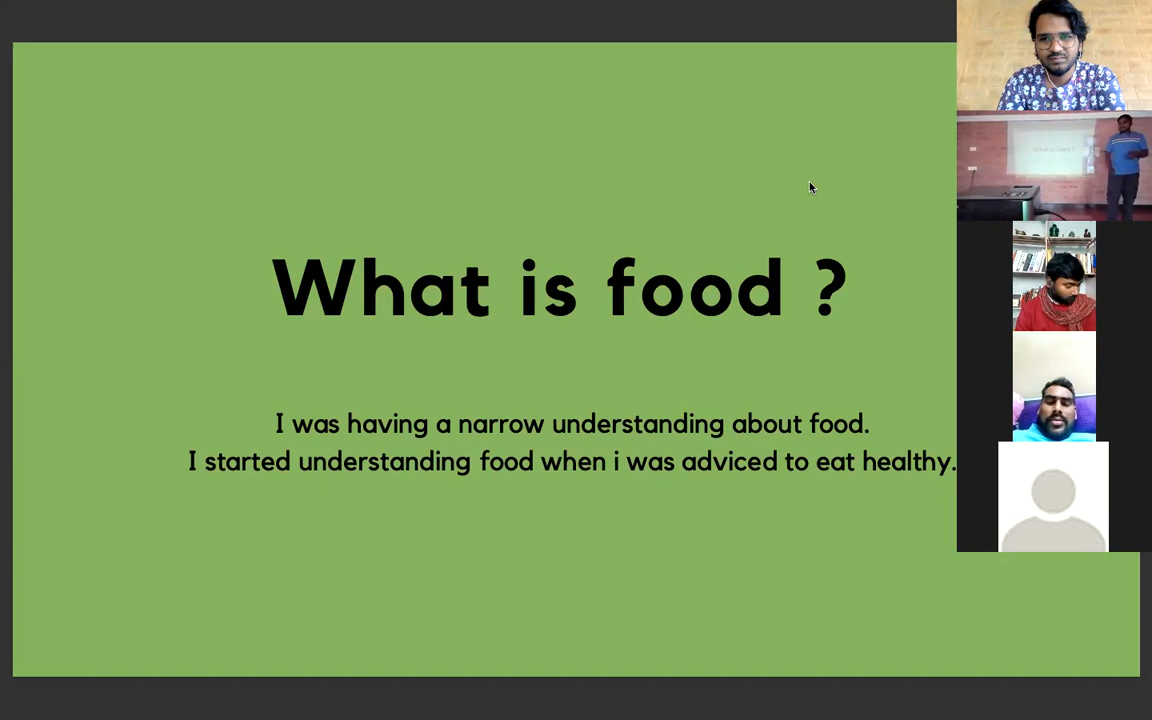 What is food ?
I was having a narrow understanding about food.
I started understanding food when i was adviced to eat healthy.